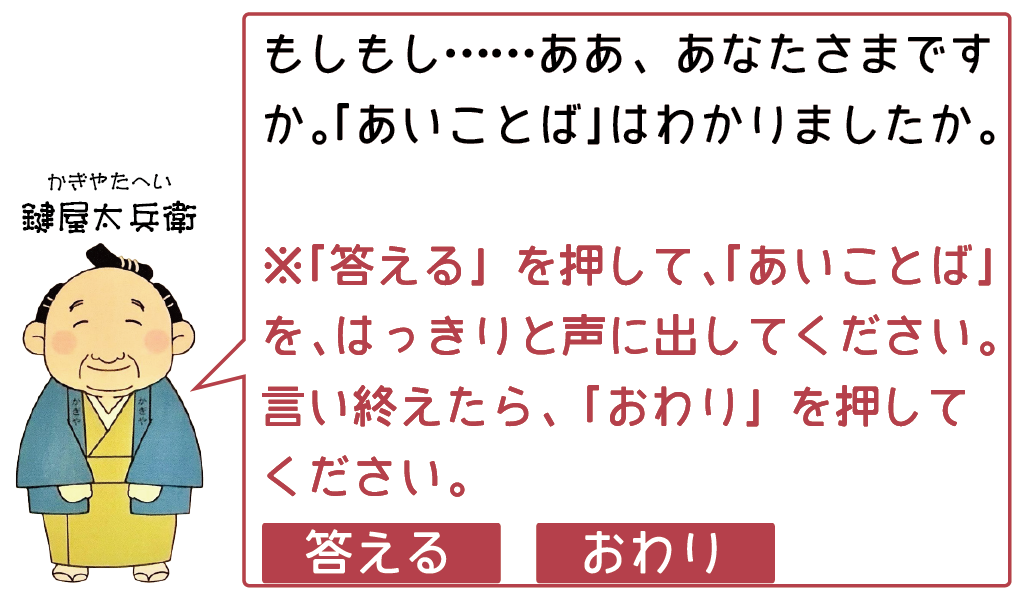 もしもし……ああ、あなたさまです
か。「あいことば」はわかりましたか。
かぎやたへい
鍵屋太兵衛
※「答える」を押して、「あいことば」
を、はっきりと声に出してください。
言い終えたら、「おわり」を押して
ください。
かぎや
かぎや
答える
おわり